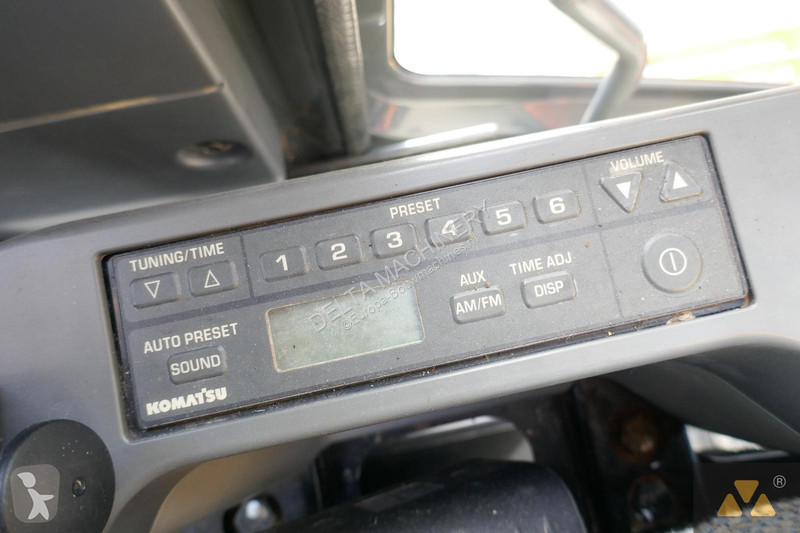 VOLUME
PRESET
TUNING/TIME
1 2 3 4 5 6
AUX
TIME ADJ
AM/FM
DISP
AUTO PRESET
SOUND
KOMATSU
DELTA MACHINERY
®